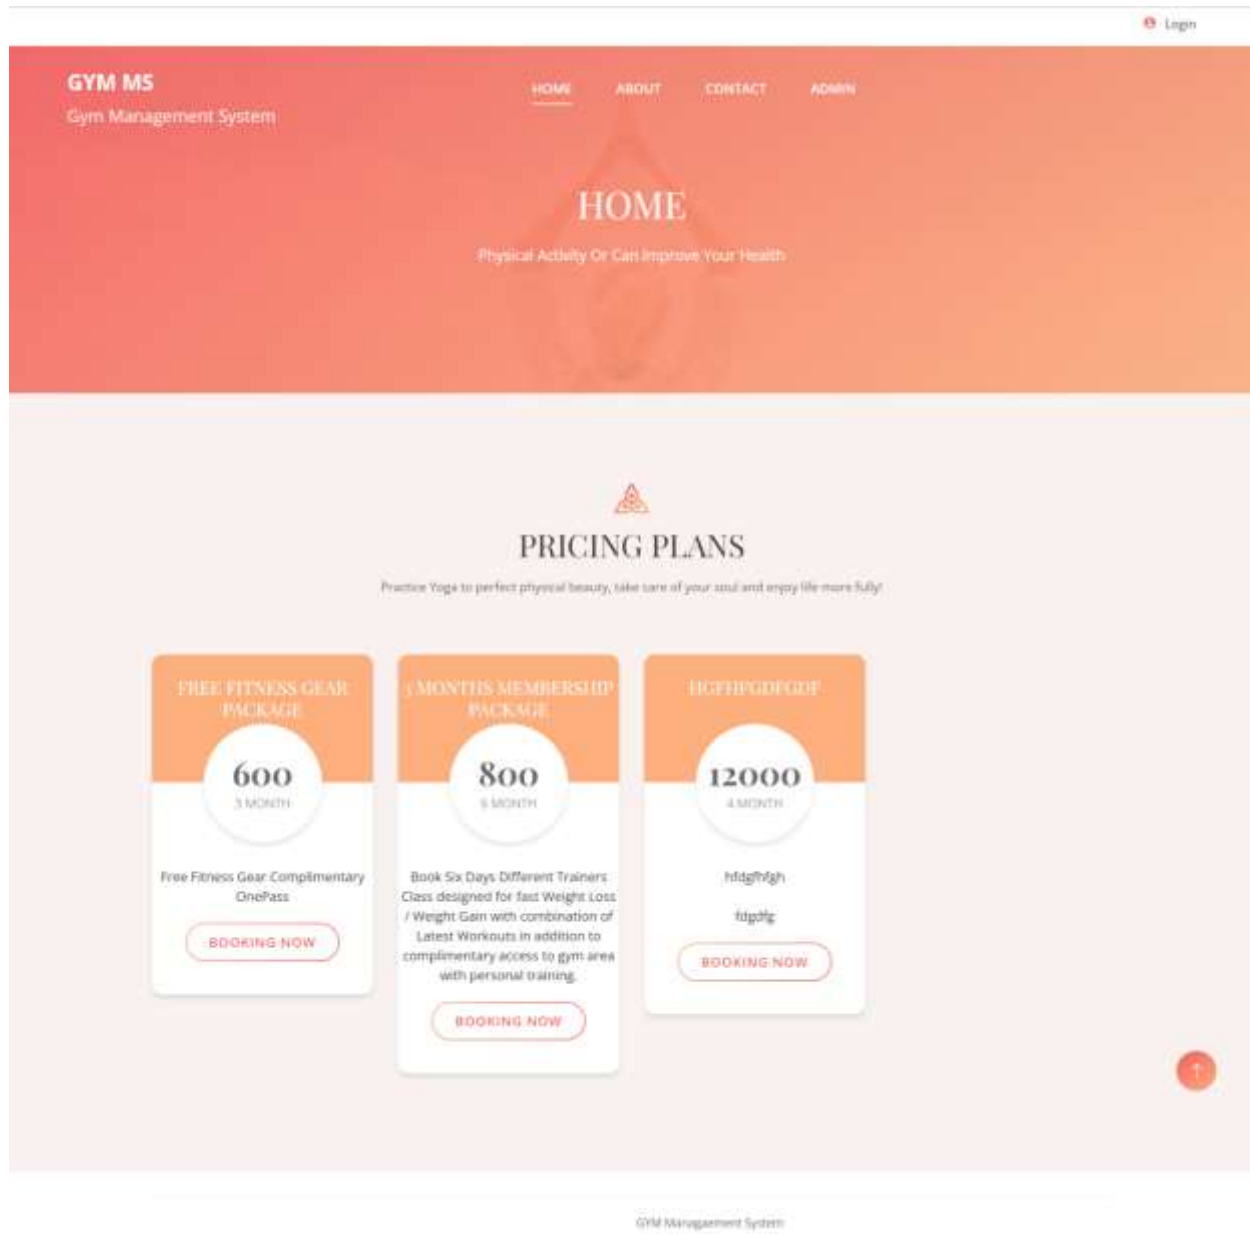 Login
GYM MS
Gym Management System
HOME ABOUT CONTACT ADMIN
HOME
Physical Activity Or Can Improve Your Health
PRICING PLANS
Practice Yoga to perfect physical beauty, take care of your soul and enjoy life more fully!
FREE FITNESS GEAR
PACKAGE
600
3 MONTH
Free Fitness Gear Complimentary
OnePass
BOOKING NOW
MONTHS MEMBERSHIP
PACKAGE
800
6 MONTH
Book Six Days Different Trainers
Class designed for fast Weight Loss
/ Weight Gain with combination of
Latest Workouts in addition to
complimentary access to gym area
with personal training.
BOOKING NOW
12000
4 MONTH
hfdgfhfgh
fdgdfg
BOOKING NOW
GYM Managaement System